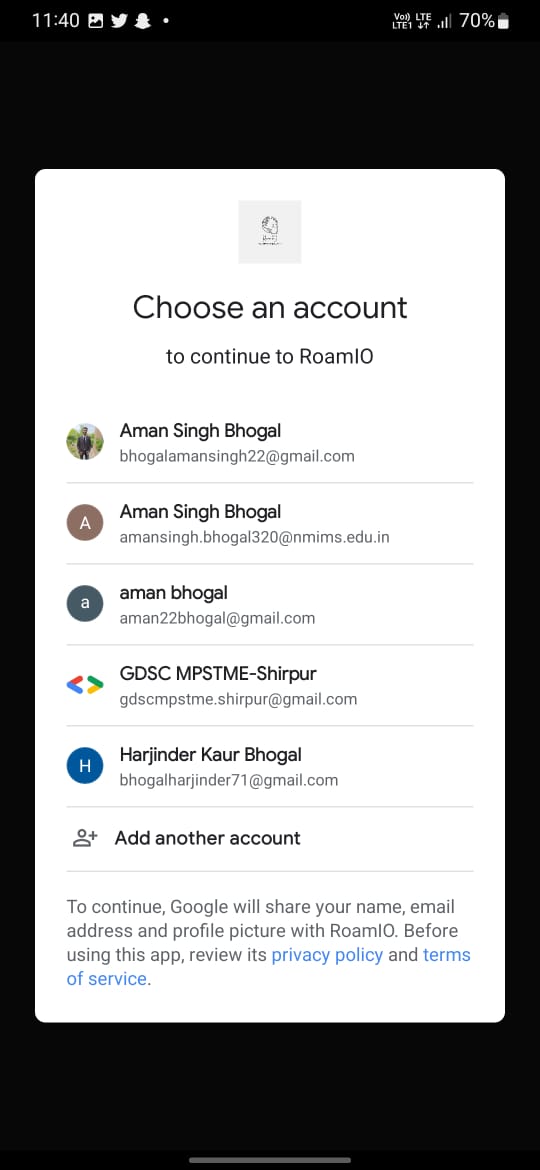 11:40
Vo)) LTE
LTE1
70%
Choose an account
to continue to RoamIO
Aman Singh Bhogal
bhogalamansingh22@gmail.com
A
Aman Singh Bhogal
amansingh.bhogal320@nmims.edu.in
a
aman bhogal
aman22bhogal@gmail.com
GDSC MPSTME-Shirpur
gdscmpstme.shirpur@gmail.com
H
Harjinder Kaur Bhogal
bhogalharjinder71@gmail.com
Add another account
To continue, Google will share your name, email
address and profile picture with RoamIO. Before
using this app, review its privacy policy and terms
of service.